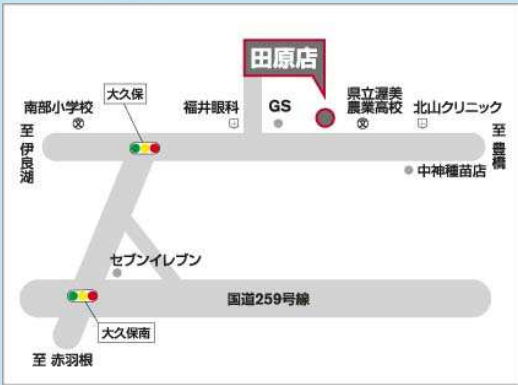 田原店
大久保
南部小学校
福井眼科
GS
県立渥美
農業高校
北山クリニック
至伊良湖
至豊橋
中神種苗店
セブンイレブン
国道259号線
大久保南
至 赤羽根